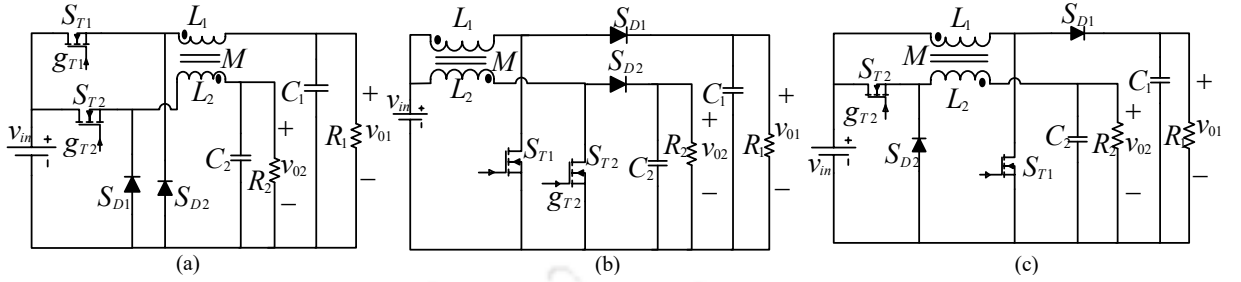 S_{T1} L_1
g_{T1}
M
S_{T2} L_2
g_{T2}
v_{in} + -
C_1
+
R_1 v_{01}
-
C_2
+
R_2 v_{02}
-
S_{D1} S_{D2}
(a)
L_1 S_{D1}
M
L_2 S_{D2}
v_{in} + -
S_{T1} S_{T2}
g_{T2}
C_2
+
R_2 v_{02}
-
C_1
+
R_1 v_{01}
-
(b)
L_1 S_{D1}
M
S_{T2} L_2
g_{T2}
v_{in} + -
S_{D2}
S_{T1}
C_2
+
R_2 v_{02}
-
C_1
+
R_1 v_{01}
-
(c)